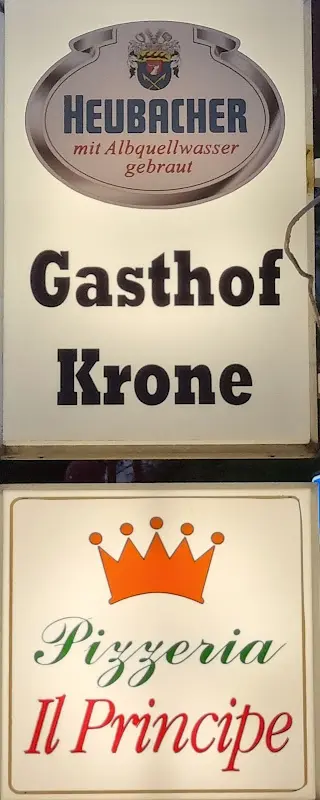 HEUBACHER
mit Albquellwasser
gebraut
Gasthof
Krone
Pizzeria
Il Principe